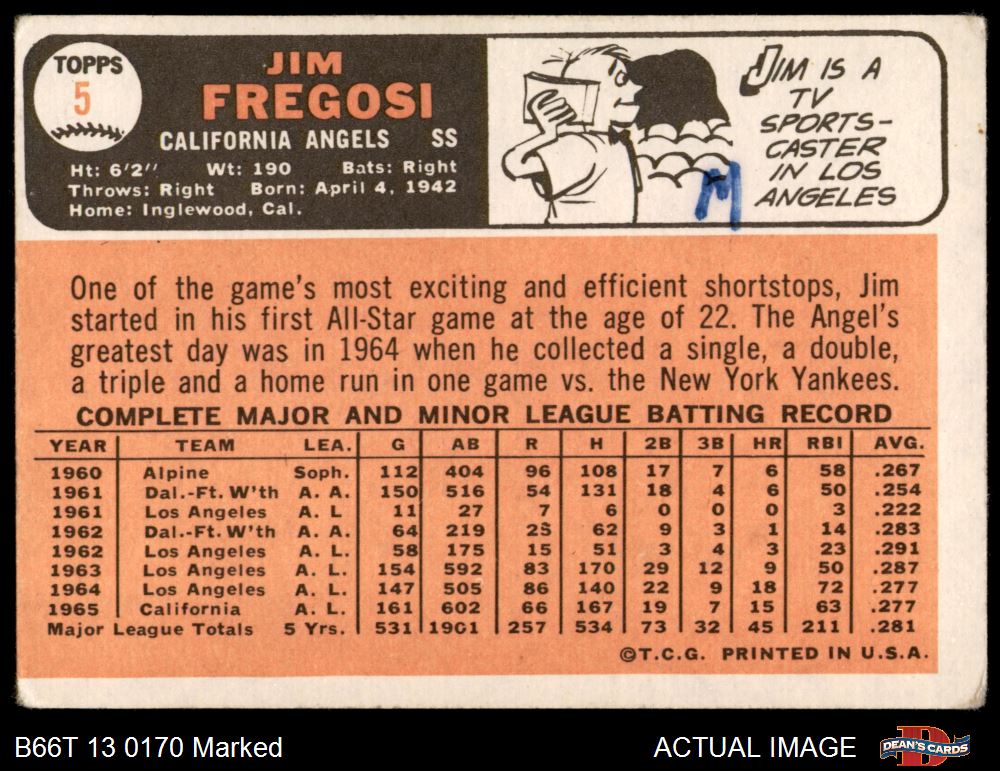 TOPPS
5
JIM
FREGOSI
CALIFORNIA ANGELS SS
Ht: 6'2" Wt: 190 Bats: Right
Throws: Right Born: April 4, 1942
Home: Inglewood, Cal.
JIM IS A
TV
SPORTS-
CASTER
IN LOS
ANGELES
M
One of the game's most exciting and efficient shortstops, Jim
started in his first All-Star game at the age of 22. The Angel's
greatest day was in 1964 when he collected a single, a double,
a triple and a home run in one game vs. the New York Yankees.
COMPLETE MAJOR AND MINOR LEAGUE BATTING RECORD
YEAR TEAM LEA. G AB R H 2B 3B HR RBI AVG.
1960 Alpine Soph. 112 404 96 108 17 7 6 58 .267
1961 Dal.-Ft. W'th A. A. 150 516 54 131 18 4 6 50 .254
1961 Los Angeles A. L 11 27 7 6 0 0 0 3 .222
1962 Dal.-Ft. W'th A. A. 64 219 25 62 9 3 1 14 .283
1962 Los Angeles A. L. 58 175 15 51 3 4 3 23 .291
1963 Los Angeles A. L. 154 592 83 170 29 12 9 50 .287
1964 Los Angeles A. L. 147 505 86 140 22 9 18 72 .277
1965 California A. L. 161 602 66 167 19 7 15 63 .277
Major League Totals 5 Yrs. 531 1901 257 534 73 32 45 211 .281
©T.C.G. PRINTED IN U.S.A.
B66T 13 0170 Marked
ACTUAL IMAGE
DEAN'S CARDS